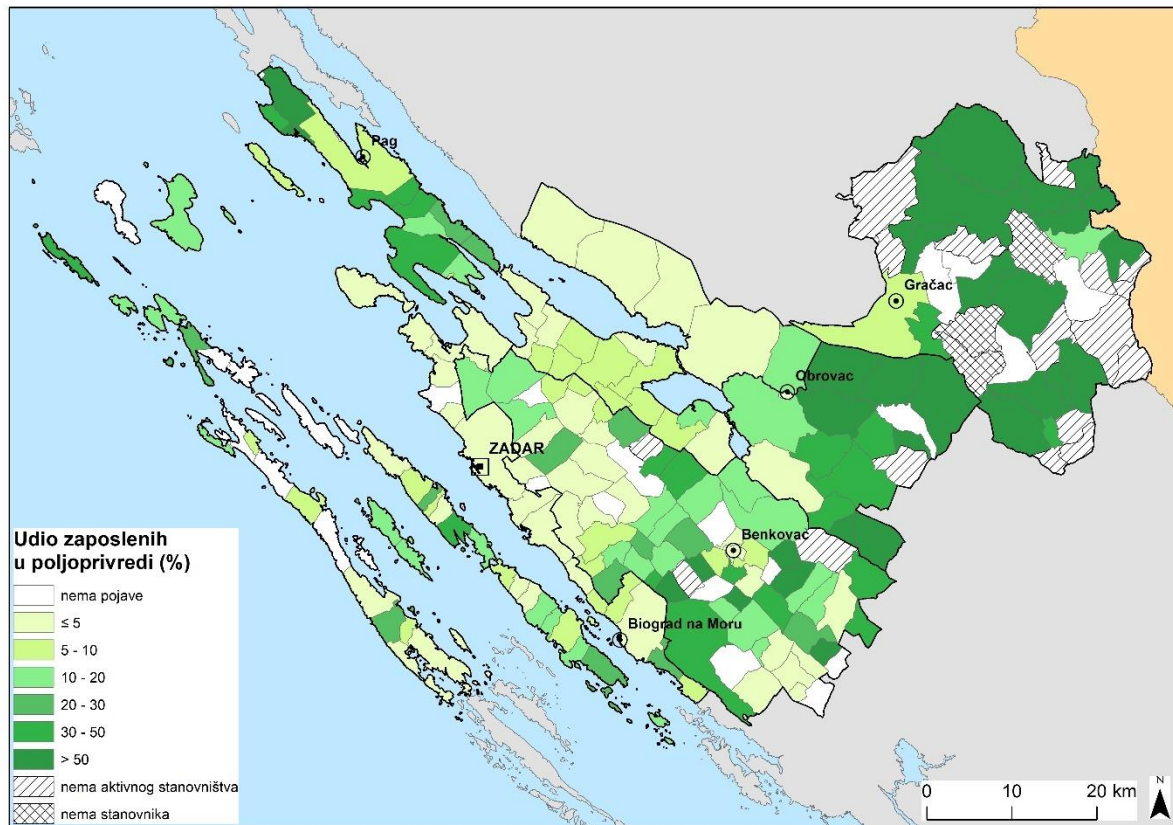 Pag
Gračac
Obrovac
ZADAR
Benkovac
Biograd na Moru
Udio zaposlenih
u poljoprivredi (%)
nema pojave
≤ 5
5 - 10
10 - 20
20 - 30
30 - 50
> 50
nema aktivnog stanovništva
nema stanovnika
0 10 20 km
N